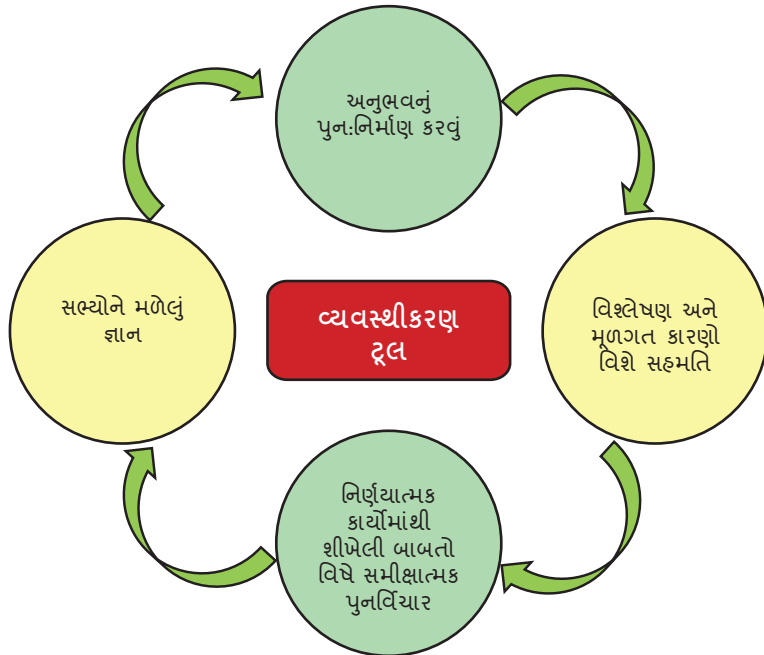 અનુભવનું
પુન:નિર્માણ કરવું
સભ્યોને મળેલું
જ્ઞાન
વ્યવસ્થીકરણ
ટૂલ
વિશ્લેષણ અને
મૂળગત કારણો
વિશે સહમતિ
નિર્ણયાત્મક
કાર્યોમાંથી
શીખેલી બાબતો
વિષે સમીક્ષાત્મક
પુનર્વિચાર